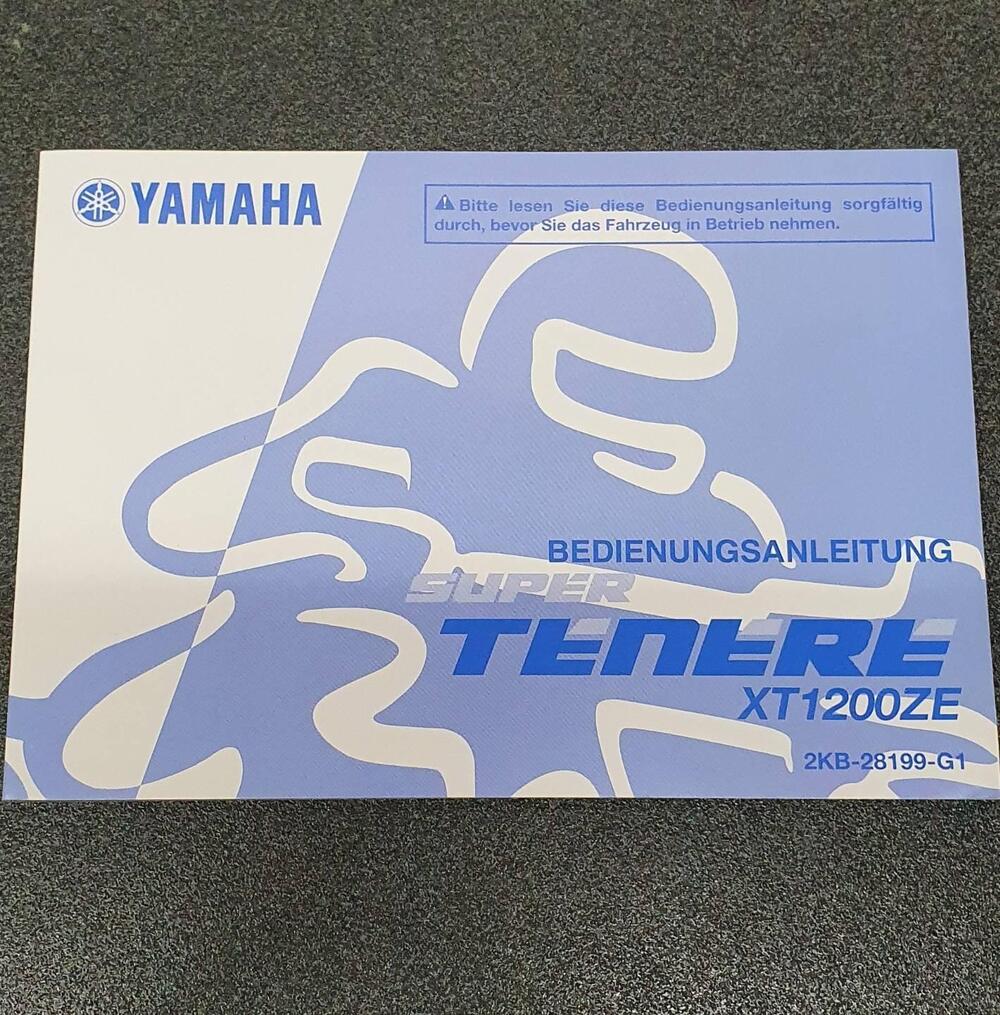 YAMAHA
Bitte lesen Sie diese Bedienungsanleitung sorgfältig
durch, bevor Sie das Fahrzeug in Betrieb nehmen.
BEDIENUNGSANLEITUNG
SUPER
TENERE
XT1200ZE
2KB-28199-G1